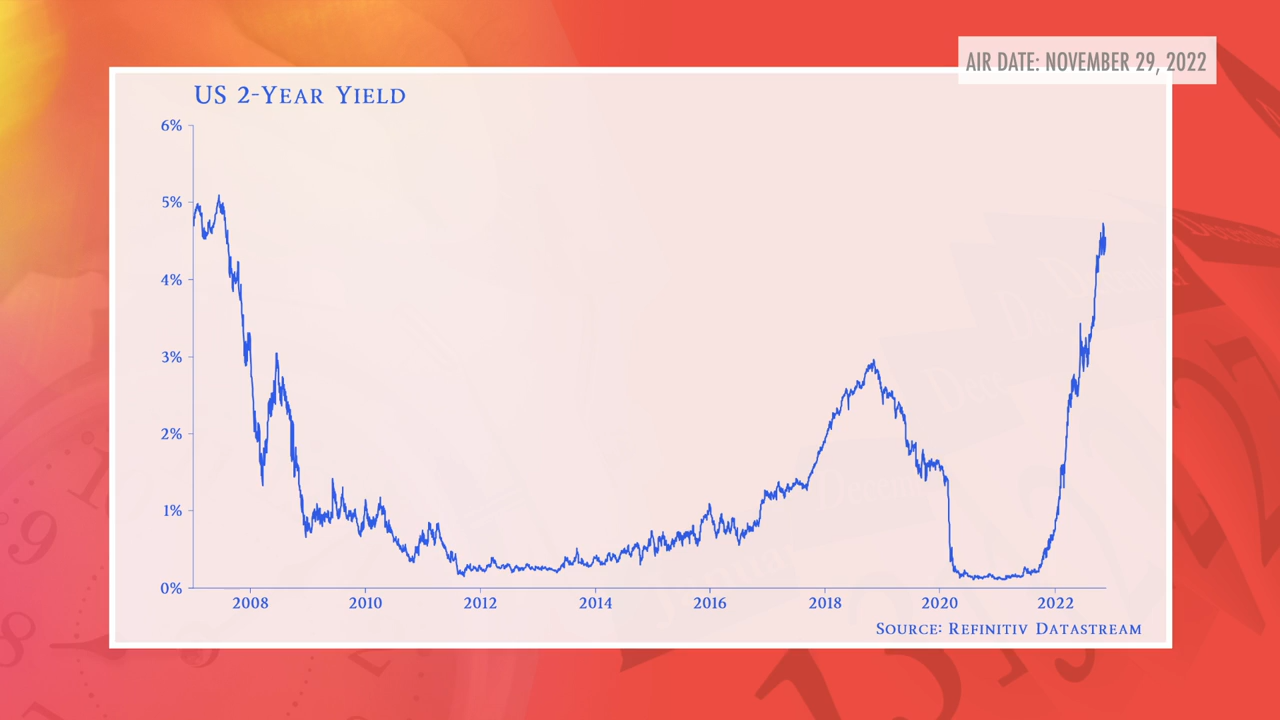 AIR DATE: NOVEMBER 29, 2022
US 2-Year Yield
6%
5%
4%
3%
2%
1%
0%
2008 2010 2012 2014 2016 2018 2020 2022
Source: Refinitiv Datastream